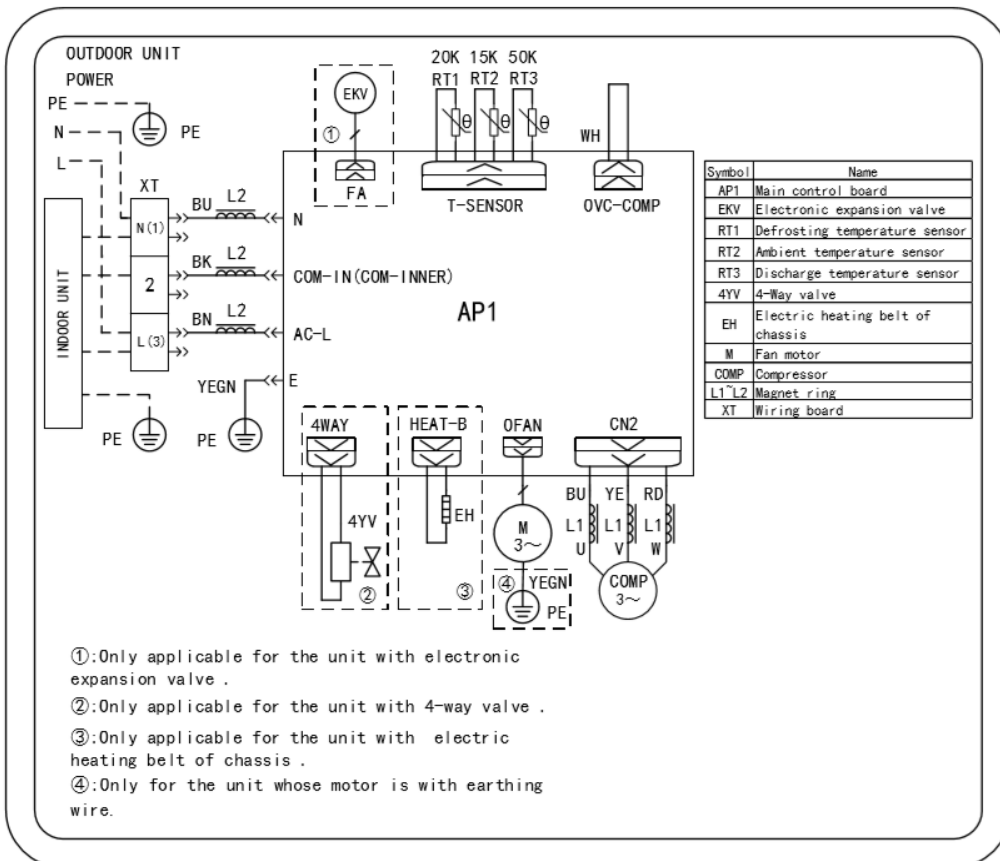 OUTDOOR UNIT
POWER
PE
N
L
PE
XT
N(1)
2
L(3)
INDOOR UNIT
PE
BU L2
BK L2
BN L2
YEGN
PE
N
COM-IN(COM-INNER)
AC-L
E
AP1
EKV
①
FA
20K 15K 50K
RT1 RT2 RT3
θ θ θ
T-SENSOR
WH
OVC-COMP
4WAY
4YV
②
HEAT-B
EH
③
OFAN
M
3~
④ YEGN
PE
CN2
BU YE RD
L1 L1 L1
U V W
COMP
3~
Symbol Name
AP1 Main control board
EKV Electronic expansion valve
RT1 Defrosting temperature sensor
RT2 Ambient temperature sensor
RT3 Discharge temperature sensor
4YV 4-Way valve
EH Electric heating belt of
chassis
M Fan motor
COMP Compressor
L1~L2 Magnet ring
XT Wiring board
①:Only applicable for the unit with electronic
expansion valve .
②:Only applicable for the unit with 4-way valve .
③:Only applicable for the unit with electric
heating belt of chassis .
④:Only for the unit whose motor is with earthing
wire.